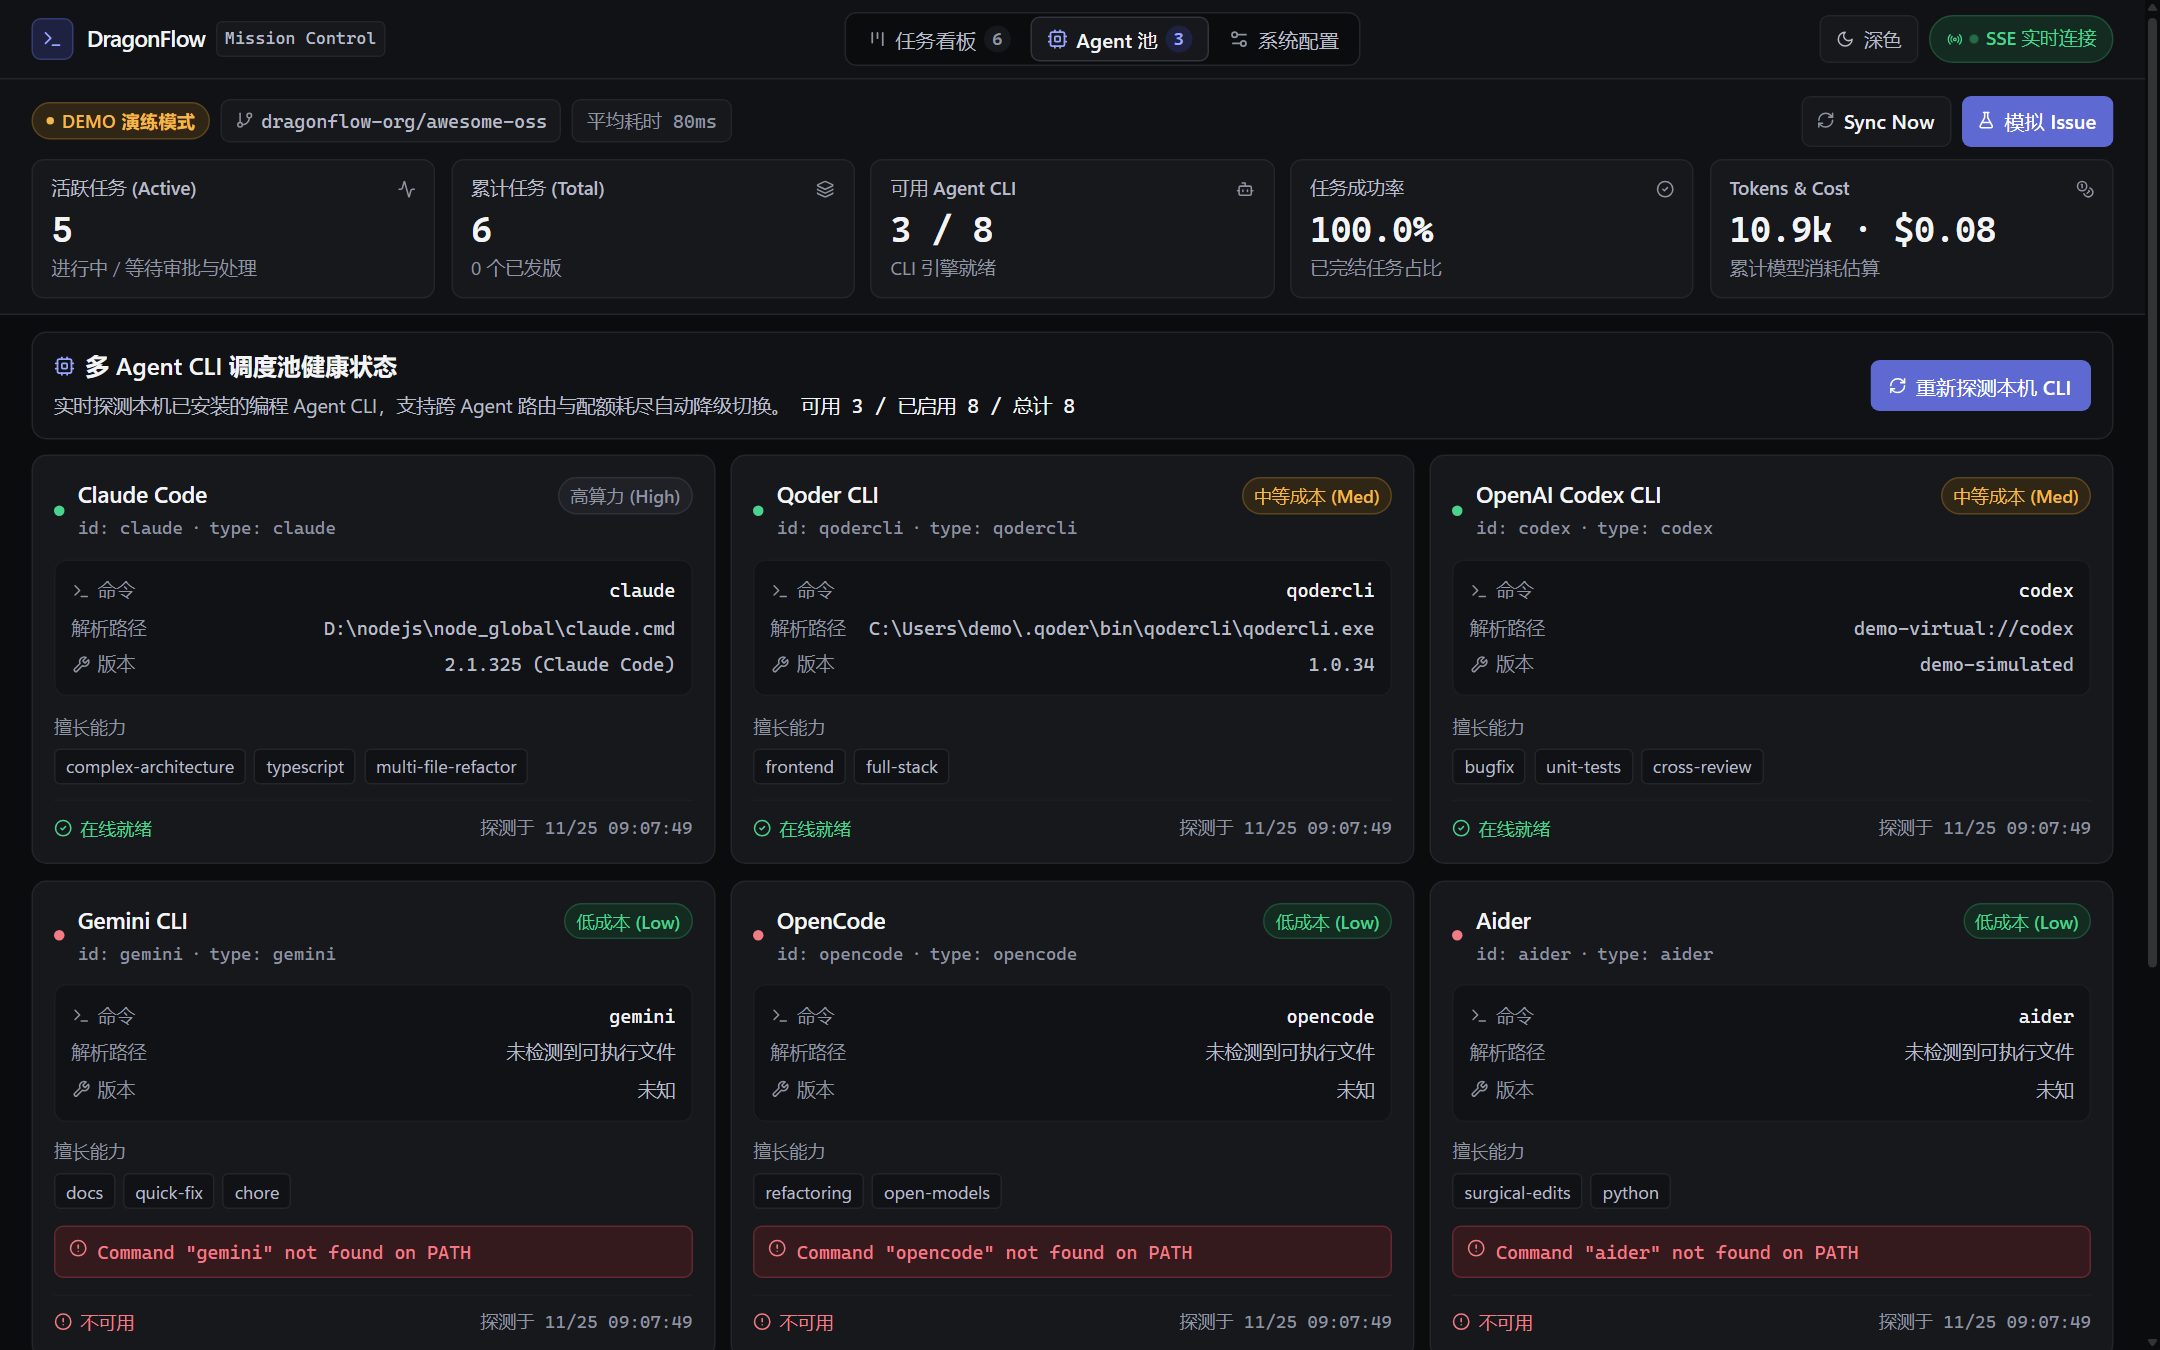 DragonFlow Mission Control
任务看板 6 Agent 池 3 系统配置
深色 SSE 实时连接
DEMO 演练模式 dragonflow-org/awesome-oss 平均耗时 80ms
Sync Now 模拟 Issue
活跃任务 (Active)
5
进行中 / 等待审批与处理
累计任务 (Total)
6
0 个已发版
可用 Agent CLI
3 / 8
CLI 引擎就绪
任务成功率
100.0%
已完结任务占比
Tokens & Cost
10.9k · $0.08
累计模型消耗估算
多 Agent CLI 调度池健康状态
实时探测本机已安装的编程 Agent CLI，支持跨 Agent 路由与配额耗尽自动降级切换。 可用 3 / 已启用 8 / 总计 8
重新探测本机 CLI
Claude Code 高算力 (High)
id: claude · type: claude
命令 claude
解析路径 D:\nodejs\node_global\claude.cmd
版本 2.1.325 (Claude Code)
擅长能力
complex-architecture typescript multi-file-refactor
在线就绪 探测于 11/25 09:07:49
Qoder CLI 中等成本 (Med)
id: qodercli · type: qodercli
命令 qodercli
解析路径 C:\Users\demo\.qoder\bin\qodercli\qodercli.exe
版本 1.0.34
擅长能力
frontend full-stack
在线就绪 探测于 11/25 09:07:49
OpenAI Codex CLI 中等成本 (Med)
id: codex · type: codex
命令 codex
解析路径 demo-virtual://codex
版本 demo-simulated
擅长能力
bugfix unit-tests cross-review
在线就绪 探测于 11/25 09:07:49
Gemini CLI 低成本 (Low)
id: gemini · type: gemini
命令 gemini
解析路径 未检测到可执行文件
版本 未知
擅长能力
docs quick-fix chore
Command "gemini" not found on PATH
不可用 探测于 11/25 09:07:49
OpenCode 低成本 (Low)
id: opencode · type: opencode
命令 opencode
解析路径 未检测到可执行文件
版本 未知
擅长能力
refactoring open-models
Command "opencode" not found on PATH
不可用 探测于 11/25 09:07:49
Aider 低成本 (Low)
id: aider · type: aider
命令 aider
解析路径 未检测到可执行文件
版本 未知
擅长能力
surgical-edits python
Command "aider" not found on PATH
不可用 探测于 11/25 09:07:49